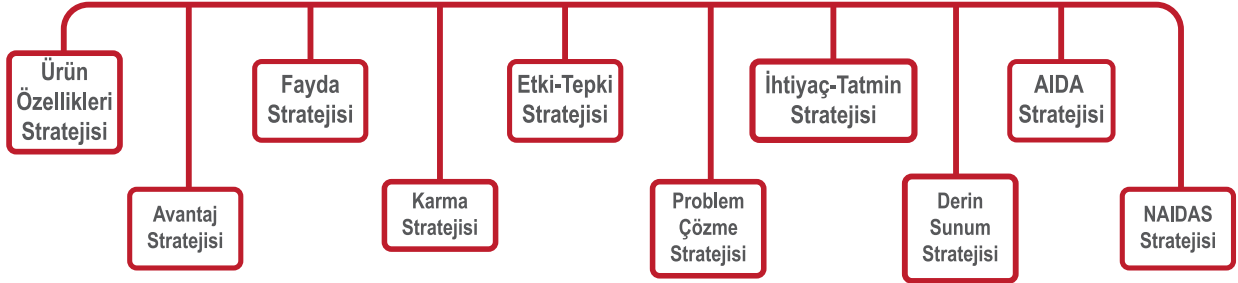 Ürün
Özellikleri
Stratejisi
Avantaj
Stratejisi
Fayda
Stratejisi
Karma
Stratejisi
Etki-Tepki
Stratejisi
Problem
Çözme
Stratejisi
İhtiyaç-Tatmin
Stratejisi
Derin
Sunum
Stratejisi
AIDA
Stratejisi
NAIDAS
Stratejisi